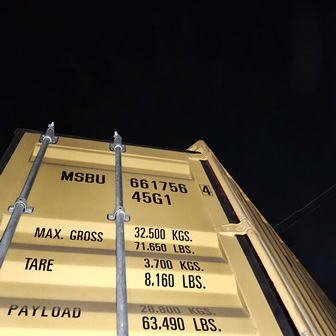 MSBU 661756 4
45G1
MAX. GROSS 32.500 KGS.
71.650 LBS.
TARE 3.700 KGS.
8,160 LBS.
PAYLOAD 28.800 KGS.
63,490 LBS.